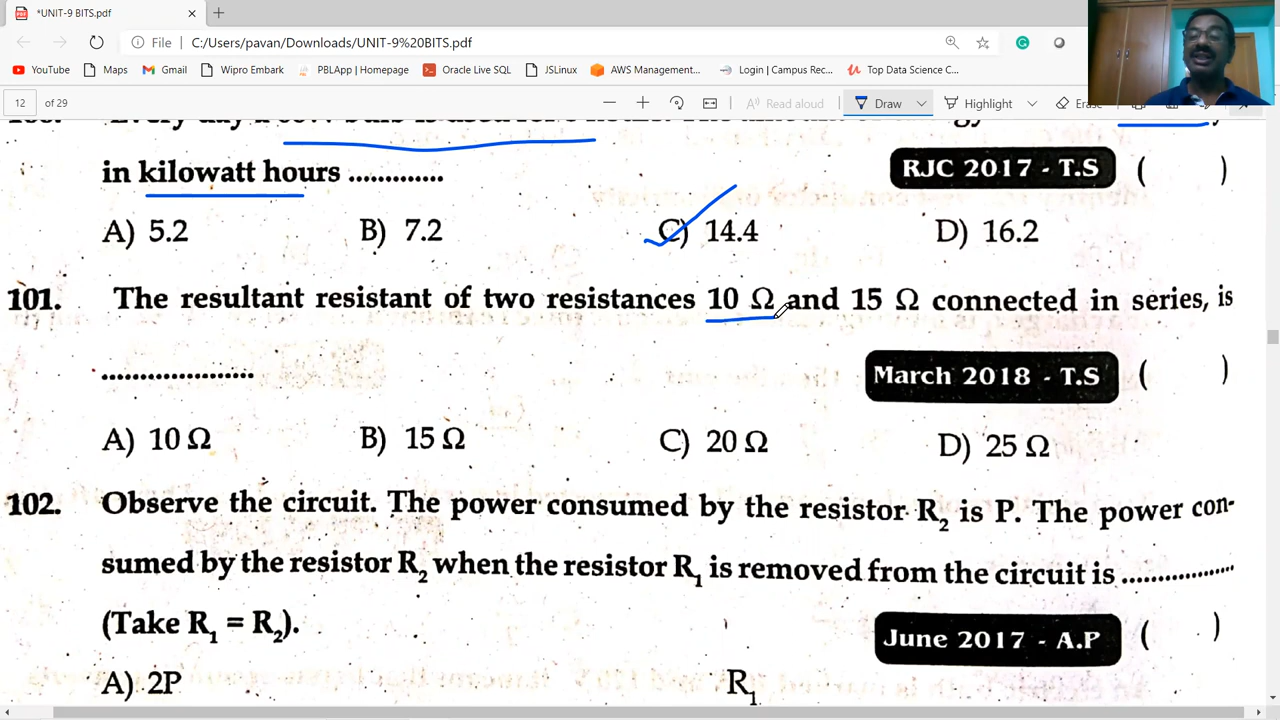 *UNIT-9 BITS.pdf
File C:/Users/pavan/Downloads/UNIT-9%20BITS.pdf
YouTube Maps Gmail Wipro Embark PBLApp | Homepage Oracle Live SQL JSLinux AWS Management... Login | Campus Rec... Top Data Science C...
12 of 29 Read aloud Draw Highlight Erase
in kilowatt hours .............
RJC 2017 - T.S ( )
A) 5.2 B) 7.2 C) 14.4 D) 16.2
101. The resultant resistant of two resistances 10 Ω and 15 Ω connected in series, is
....................
March 2018 - T.S ( )
A) 10 Ω B) 15 Ω C) 20 Ω D) 25 Ω
102. Observe the circuit. The power consumed by the resistor R2 is P. The power con-
sumed by the resistor R2 when the resistor R1 is removed from the circuit is ...............
(Take R1 = R2).
June 2017 - A.P ( )
A) 2P R1